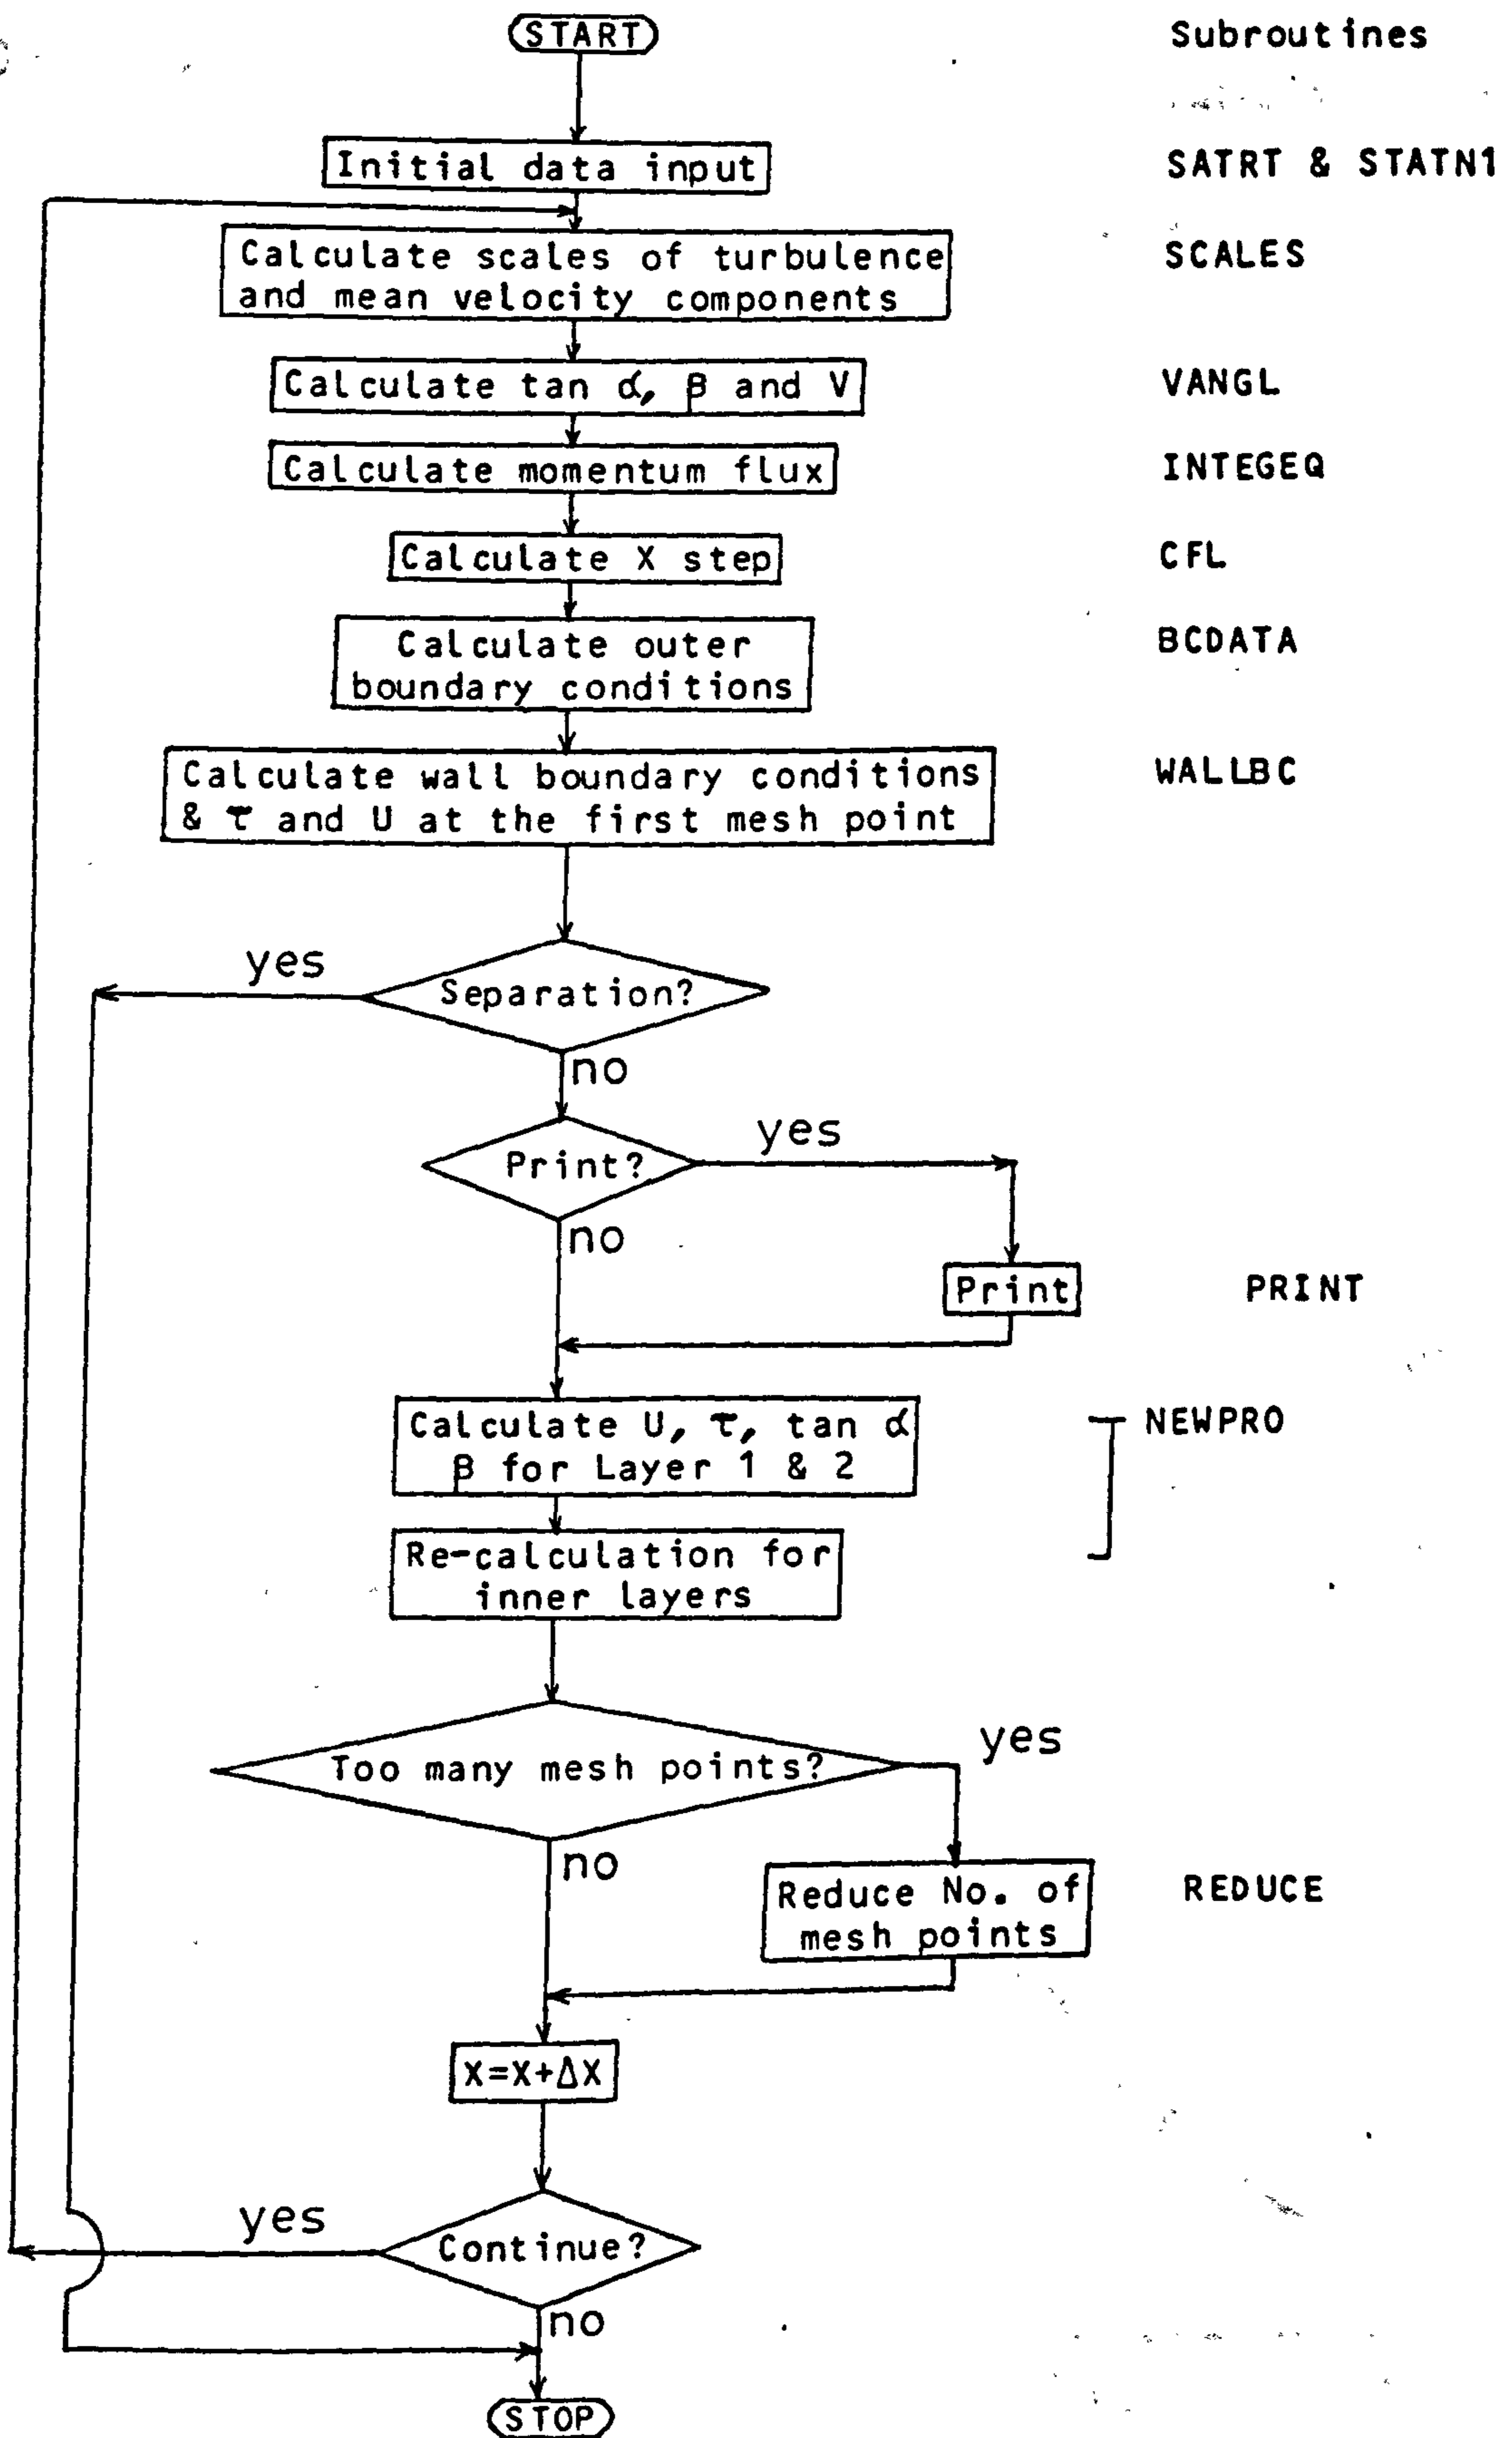 START
Subroutines
Initial data input
SATRT & STATN1
Calculate scales of turbulence
and mean velocity components
SCALES
Calculate tan α, β and V
VANGL
Calculate momentum flux
INTEGEQ
Calculate X step
CFL
Calculate outer
boundary conditions
BCDATA
Calculate wall boundary conditions
& τ and U at the first mesh point
WALLBC
yes
Separation?
no
yes
Print?
no
Print
PRINT
Calculate U, τ, tan α
β for Layer 1 & 2
NEWPRO
Re-calculation for
inner layers
yes
Too many mesh points?
no
Reduce No. of
mesh points
REDUCE
X=X+ΔX
yes
Continue?
no
STOP